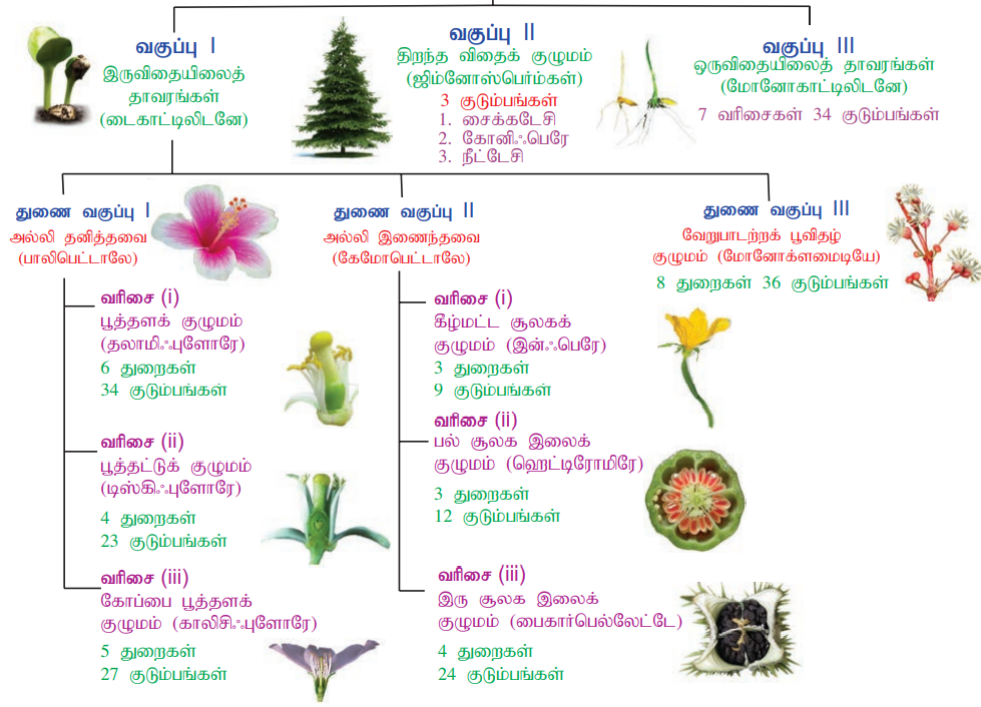 வகுப்பு I
இருவிதையிலைத்
தாவரங்கள்
(டைகாட்டிலிடனே)
வகுப்பு II
திறந்த விதைக் குழுமம்
(ஜிம்னோஸ்பெர்ம்கள்)
3 குடும்பங்கள்
1. சைக்கடேசி
2. கோனிஃபெரே
3. நீட்டேசி
வகுப்பு III
ஒருவிதையிலைத் தாவரங்கள்
(மோனோகாட்டிலிடனே)
7 வரிசைகள் 34 குடும்பங்கள்
துணை வகுப்பு I
அல்லி தனித்தவை
(பாலிபெட்டாலே)
வரிசை (i)
பூத்தளக் குழுமம்
(தலாமிஃபுளோரே)
6 துறைகள்
34 குடும்பங்கள்
வரிசை (ii)
பூத்தட்டுக் குழுமம்
(டிஸ்கிஃபுளோரே)
4 துறைகள்
23 குடும்பங்கள்
வரிசை (iii)
கோப்பை பூத்தளக்
குழுமம் (காலிசிஃபுளோரே)
5 துறைகள்
27 குடும்பங்கள்
துணை வகுப்பு II
அல்லி இணைந்தவை
(கேமோபெட்டாலே)
வரிசை (i)
கீழ்மட்ட சூலகக்
குழுமம் (இன்ஃபெரே)
3 துறைகள்
9 குடும்பங்கள்
வரிசை (ii)
பல் சூலக இலைக்
குழுமம் (ஹெட்டிரோமிரே)
3 துறைகள்
12 குடும்பங்கள்
வரிசை (iii)
இரு சூலக இலைக்
குழுமம் (பைகார்பெல்லேட்டே)
4 துறைகள்
24 குடும்பங்கள்
துணை வகுப்பு III
வேறுபாடற்றக் பூவிதழ்
குழுமம் (மோனோக்ளமைடியே)
8 துறைகள் 36 குடும்பங்கள்